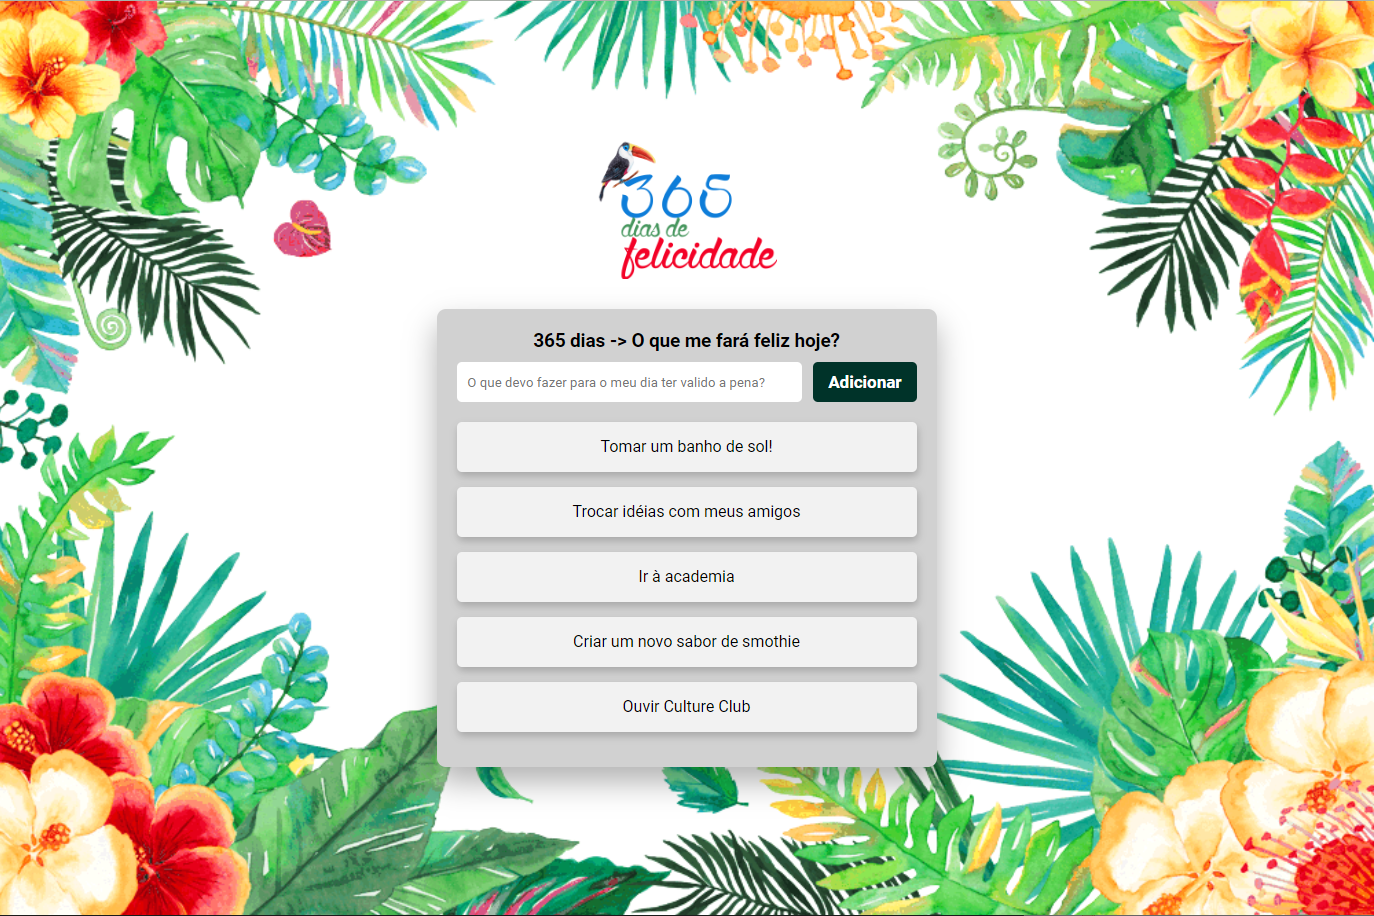 365
dias de
felicidade
365 dias -> O que me fará feliz hoje?
O que devo fazer para o meu dia ter valido a pena?
Adicionar
Tomar um banho de sol!
Trocar idéias com meus amigos
Ir à academia
Criar um novo sabor de smothie
Ouvir Culture Club